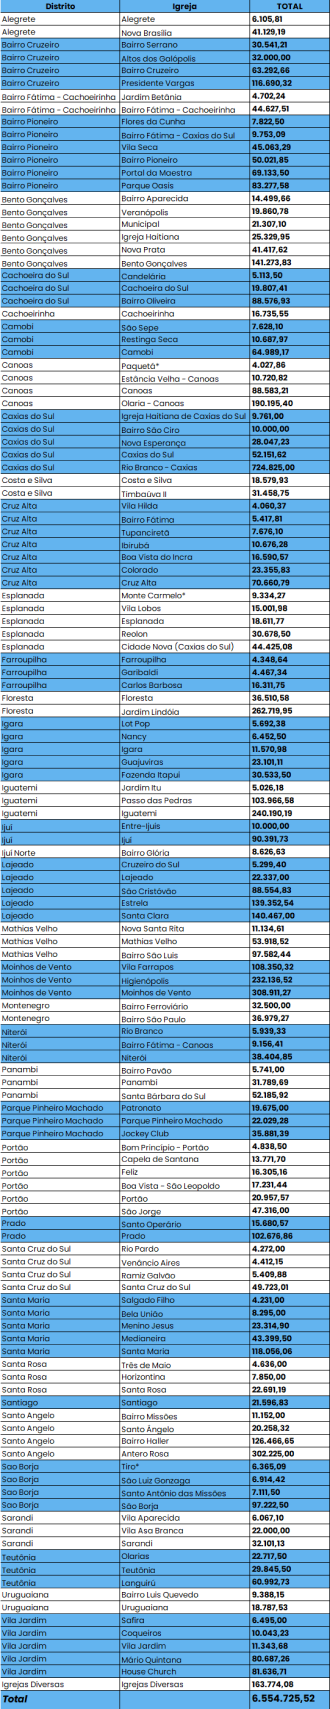 Distrito Igreja TOTAL
Alegrete Alegrete 6.105,81
Alegrete Nova Brasília 41.129,19
Bairro Cruzeiro Bairro Serrano 30.541,21
Bairro Cruzeiro Altos das Galópolis 32.000,00
Bairro Cruzeiro Bairro Cruzeiro 63.292,66
Bairro Cruzeiro Presidente Vargas 116.690,32
Bairro Fátima - Cachoeirinha Jardim Betânia 4.702,24
Bairro Fátima - Cachoeirinha Bairro Fátima - Cachoeirinha 44.627,51
Bairro Pioneiro Flores da Cunha 7.822,50
Bairro Pioneiro Bairro Fátima - Caxias do Sul 9.753,09
Bairro Pioneiro Vila Seca 45.063,29
Bairro Pioneiro Bairro Pioneiro 50.021,85
Bairro Pioneiro Portal da Maestra 69.133,50
Bairro Pioneiro Parque Oasis 83.277,58
Bento Gonçalves Bairro Aparecida 14.499,66
Bento Gonçalves Veranópolis 19.860,78
Bento Gonçalves Municipal 21.307,10
Bento Gonçalves Igreja Haitiana 25.329,95
Bento Gonçalves Nova Prata 41.417,62
Bento Gonçalves Bento Gonçalves 141.273,83
Cachoeira do Sul Candelária 5.113,50
Cachoeira do Sul Cachoeira do Sul 19.807,41
Cachoeira do Sul Bairro Oliveira 88.576,93
Cachoeirinha Cachoeirinha 16.735,55
Camobi São Sepe 7.628,10
Camobi Restinga Seca 10.687,97
Camobi Camobi 64.989,17
Canoas Paquetá* 4.027,86
Canoas Estância Velha - Canoas 10.720,82
Canoas Canoas 88.583,21
Canoas Olaria - Canoas 190.195,40
Caxias do Sul Igreja Haitiana de Caxias do Sul 9.761,00
Caxias do Sul Bairro São Ciro 10.000,00
Caxias do Sul Nova Esperança 28.047,23
Caxias do Sul Caxias do Sul 52.151,62
Caxias do Sul Rio Branco - Caxias 724.825,00
Costa e Silva Costa e Silva 18.579,93
Costa e Silva Timbaúva II 31.458,75
Cruz Alta Vila Hilda 4.060,37
Cruz Alta Bairro Fátima 5.417,81
Cruz Alta Tupanciretã 7.676,10
Cruz Alta Ibirubá 10.676,28
Cruz Alta Boa Vista do Incra 16.590,57
Cruz Alta Colorado 23.355,83
Cruz Alta Cruz Alta 70.660,79
Esplanada Monte Carmelo* 9.334,27
Esplanada Vila Lobos 15.001,98
Esplanada Esplanada 18.611,77
Esplanada Reolon 30.678,50
Esplanada Cidade Nova (Caxias do Sul) 44.425,08
Farroupilha Farroupilha 4.348,64
Farroupilha Garibaldi 4.467,34
Farroupilha Carlos Barbosa 16.311,75
Floresta Floresta 36.510,58
Floresta Jardim Lindóia 262.719,95
Igara Lot Pop 5.692,38
Igara Nancy 6.452,50
Igara Igara 11.570,98
Igara Guajuviras 23.101,11
Igara Fazenda Itapui 30.533,50
Iguatemi Jardim Itu 5.026,18
Iguatemi Passo das Pedras 103.966,58
Iguatemi Iguatemi 240.190,19
Ijuí Entre-Ijuis 10.000,00
Ijuí Ijuí 90.391,73
Ijuí Norte Bairro Glória 8.626,63
Lajeado Cruzeiro do Sul 5.299,40
Lajeado Lajeado 22.337,00
Lajeado São Cristóvão 88.554,83
Lajeado Estrela 139.352,54
Lajeado Santa Clara 140.467,00
Mathias Velho Nova Santa Rita 11.134,61
Mathias Velho Mathias Velho 53.918,52
Mathias Velho Bairro São Luis 97.582,44
Moinhos de Vento Vila Farrapos 108.350,32
Moinhos de Vento Higienópolis 232.136,52
Moinhos de Vento Moinhos de Vento 308.911,27
Montenegro Bairro Ferroviário 32.500,00
Montenegro Bairro São Paulo 36.979,27
Niterói Rio Branco 5.939,33
Niterói Bairro Fátima - Canoas 9.156,41
Niterói Niterói 38.404,85
Panambi Bairro Pavão 5.741,00
Panambi Panambi 31.789,69
Panambi Santa Bárbara do Sul 52.185,92
Parque Pinheiro Machado Patronato 19.675,00
Parque Pinheiro Machado Parque Pinheiro Machado 22.029,28
Parque Pinheiro Machado Jockey Club 35.881,39
Portão Bom Princípio - Portão 4.838,50
Portão Capela de Santana 13.771,70
Portão Feliz 16.305,16
Portão Boa Vista - São Leopoldo 17.231,44
Portão Portão 20.957,57
Portão São Jorge 47.316,00
Prado Santo Operário 15.680,57
Prado Prado 102.676,86
Santa Cruz do Sul Rio Pardo 4.272,00
Santa Cruz do Sul Venâncio Aires 4.412,15
Santa Cruz do Sul Ramiz Galvão 5.409,88
Santa Cruz do Sul Santa Cruz do Sul 49.723,01
Santa Maria Salgado Filho 4.231,00
Santa Maria Bela União 8.295,00
Santa Maria Menino Jesus 23.314,90
Santa Maria Medianeira 43.399,50
Santa Maria Santa Maria 118.056,06
Santa Rosa Três de Maio 4.636,00
Santa Rosa Horizontina 7.850,00
Santa Rosa Santa Rosa 22.691,19
Santiago Santiago 21.596,83
Santo Angelo Bairro Missões 11.152,00
Santo Angelo Santo Ângelo 20.258,32
Santo Angelo Bairro Haller 126.466,65
Santo Angelo Antero Rosa 302.225,00
Sao Borja Tiro* 6.365,09
Sao Borja São Luiz Gonzaga 6.914,42
Sao Borja Santo Antônio das Missões 7.111,50
Sao Borja São Borja 97.222,50
Sarandi Vila Aparecida 6.067,10
Sarandi Vila Asa Branca 22.000,00
Sarandi Sarandi 32.101,13
Teutônia Olarias 22.717,50
Teutônia Teutônia 29.845,50
Teutônia Languirú 60.992,73
Uruguaiana Bairro Luis Quevedo 9.388,15
Uruguaiana Uruguaiana 18.787,53
Vila Jardim Safira 6.495,00
Vila Jardim Coqueiros 10.043,23
Vila Jardim Vila Jardim 11.343,68
Vila Jardim Mário Quintana 80.687,26
Vila Jardim House Church 81.636,71
Igrejas Diversas Igrejas Diversas 163.774,08
Total 6.554.725,52